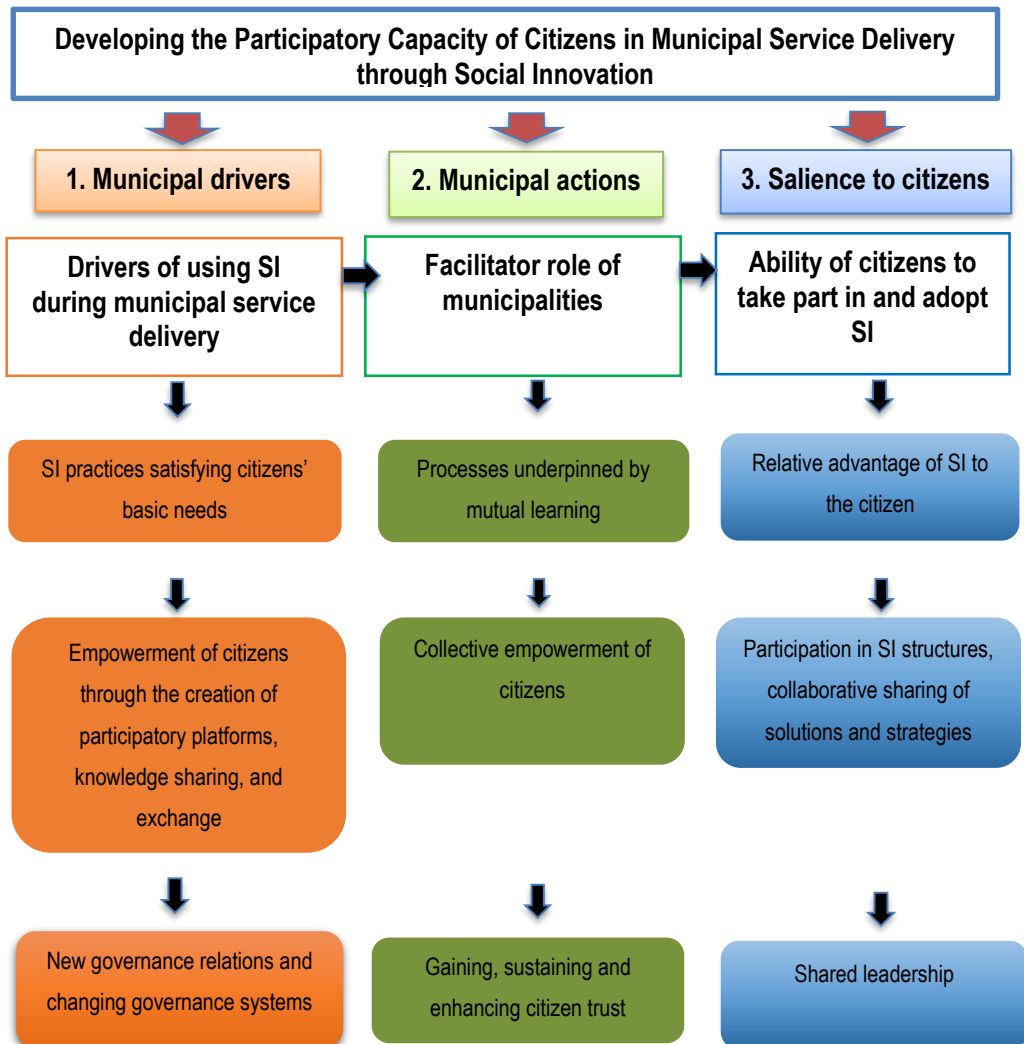 Developing the Participatory Capacity of Citizens in Municipal Service Delivery
through Social Innovation
1. Municipal drivers
2. Municipal actions
3. Salience to citizens
Drivers of using SI
during municipal service
delivery
Facilitator role of
municipalities
Ability of citizens to
take part in and adopt
SI
SI practices satisfying citizens’
basic needs
Processes underpinned by
mutual learning
Relative advantage of SI to
the citizen
Empowerment of citizens
through the creation of
participatory platforms,
knowledge sharing, and
exchange
Collective empowerment of
citizens
Participation in SI structures,
collaborative sharing of
solutions and strategies
New governance relations and
changing governance systems
Gaining, sustaining and
enhancing citizen trust
Shared leadership